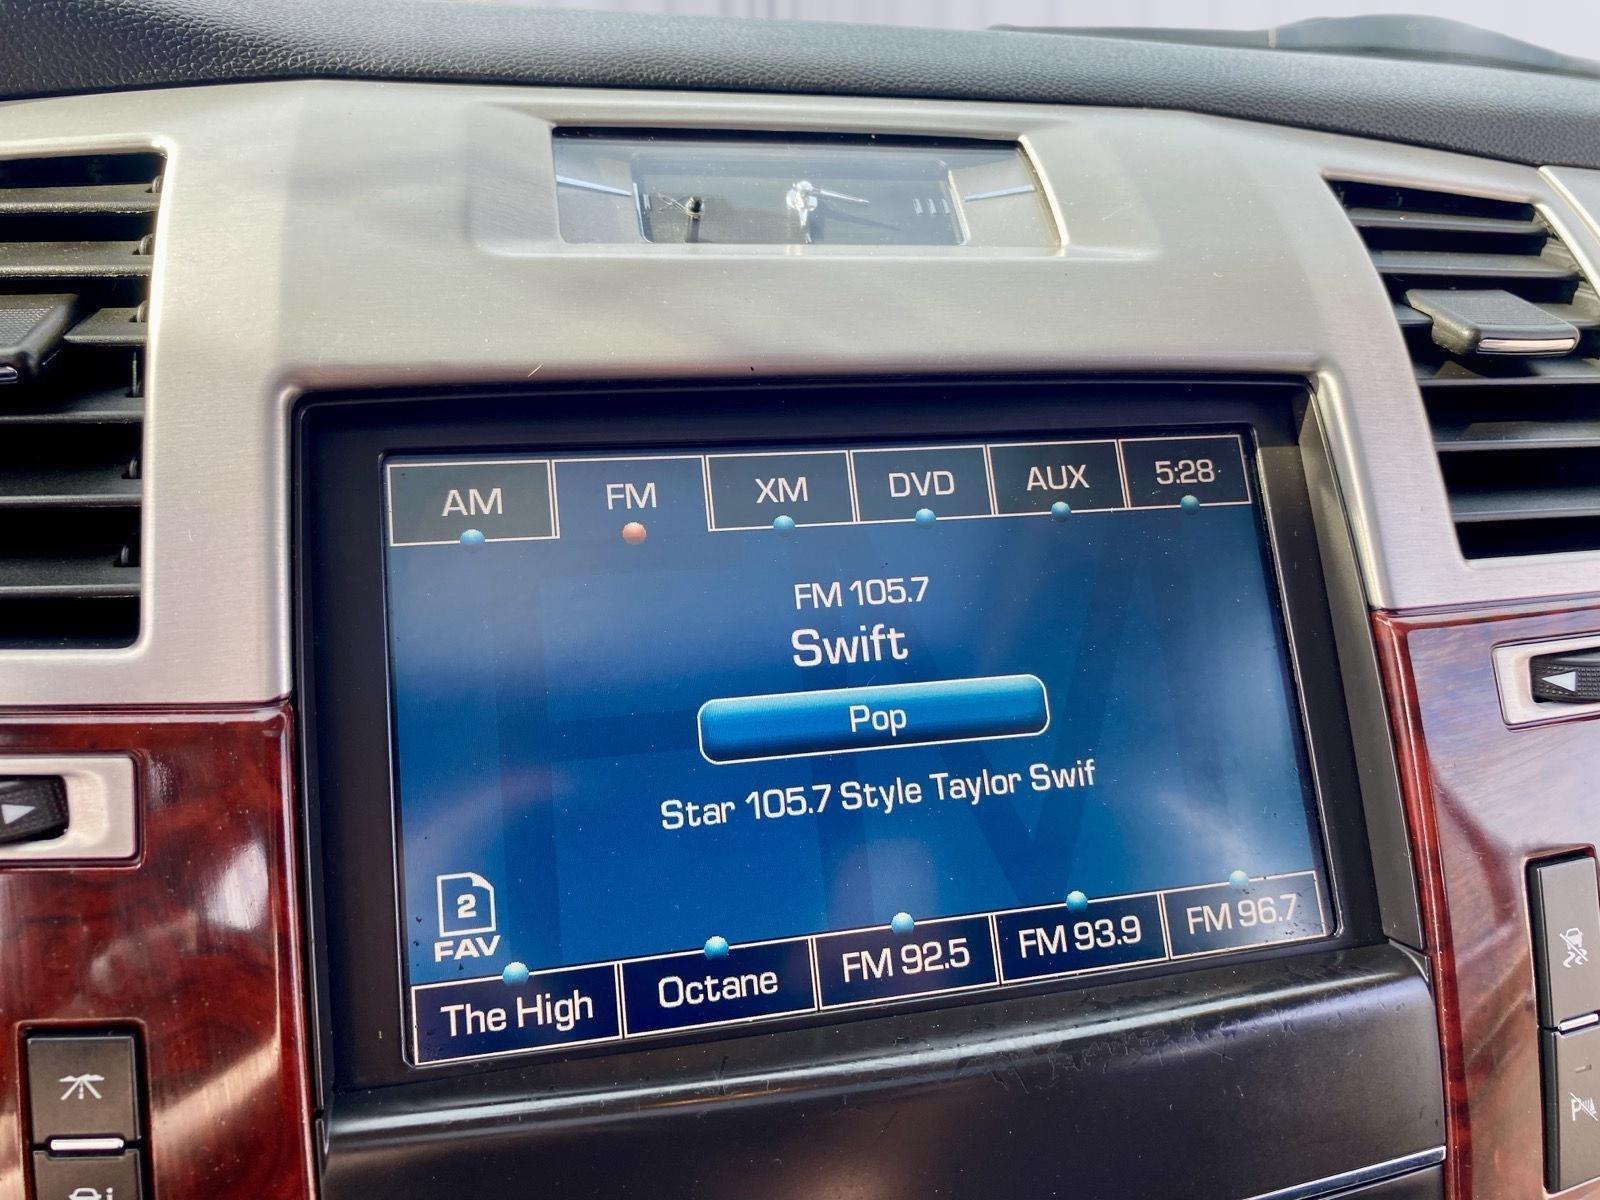 AM FM XM DVD AUX 5:28
FM 105.7
Swift
Pop
Star 105.7 Style Taylor Swif
2
FAV
The High Octane FM 92.5 FM 93.9 FM 96.7
i
P